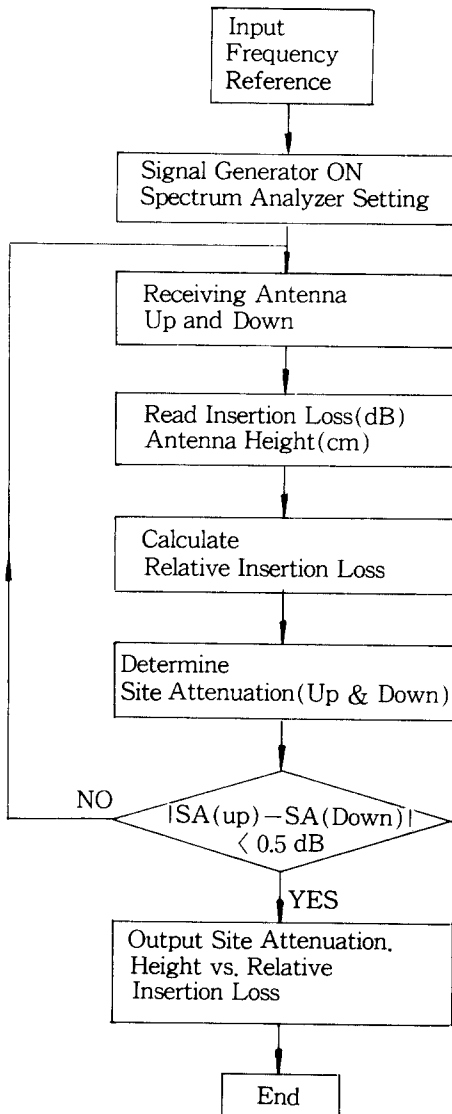 Input
Frequency
Reference
Signal Generator ON
Spectrum Analyzer Setting
Receiving Antenna
Up and Down
Read Insertion Loss(dB)
Antenna Height(cm)
Calculate
Relative Insertion Loss
Determine
Site Attenuation(Up & Down)
NO
|SA(up)-SA(Down)|
< 0.5 dB
YES
Output Site Attenuation.
Height vs. Relative
Insertion Loss
End